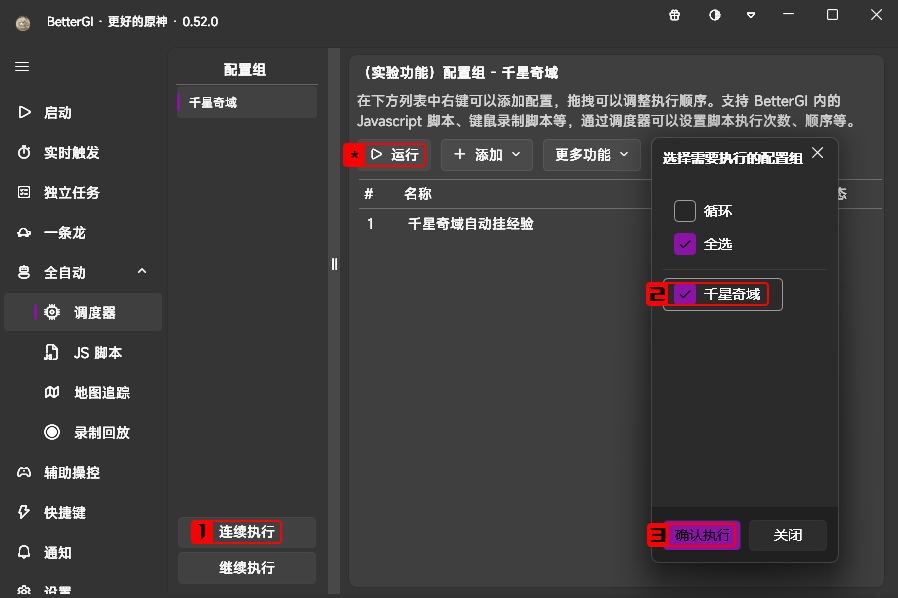 BetterGI · 更好的原神 · 0.52.0
启动
实时触发
独立任务
一条龙
全自动
调度器
JS 脚本
地图追踪
录制回放
辅助操控
快捷键
通知
设置
配置组
千星奇域
1 连续执行
继续执行
（实验功能）配置组 - 千星奇域
在下方列表中右键可以添加配置，拖拽可以调整执行顺序。支持 BetterGI 内的
Javascript 脚本、键鼠录制脚本等，通过调度器可以设置脚本执行次数、顺序等。
* 运行
添加
更多功能
# 名称 态
1 千星奇域自动挂经验
选择需要执行的配置组
循环
全选
2 千星奇域
3 确认执行
关闭